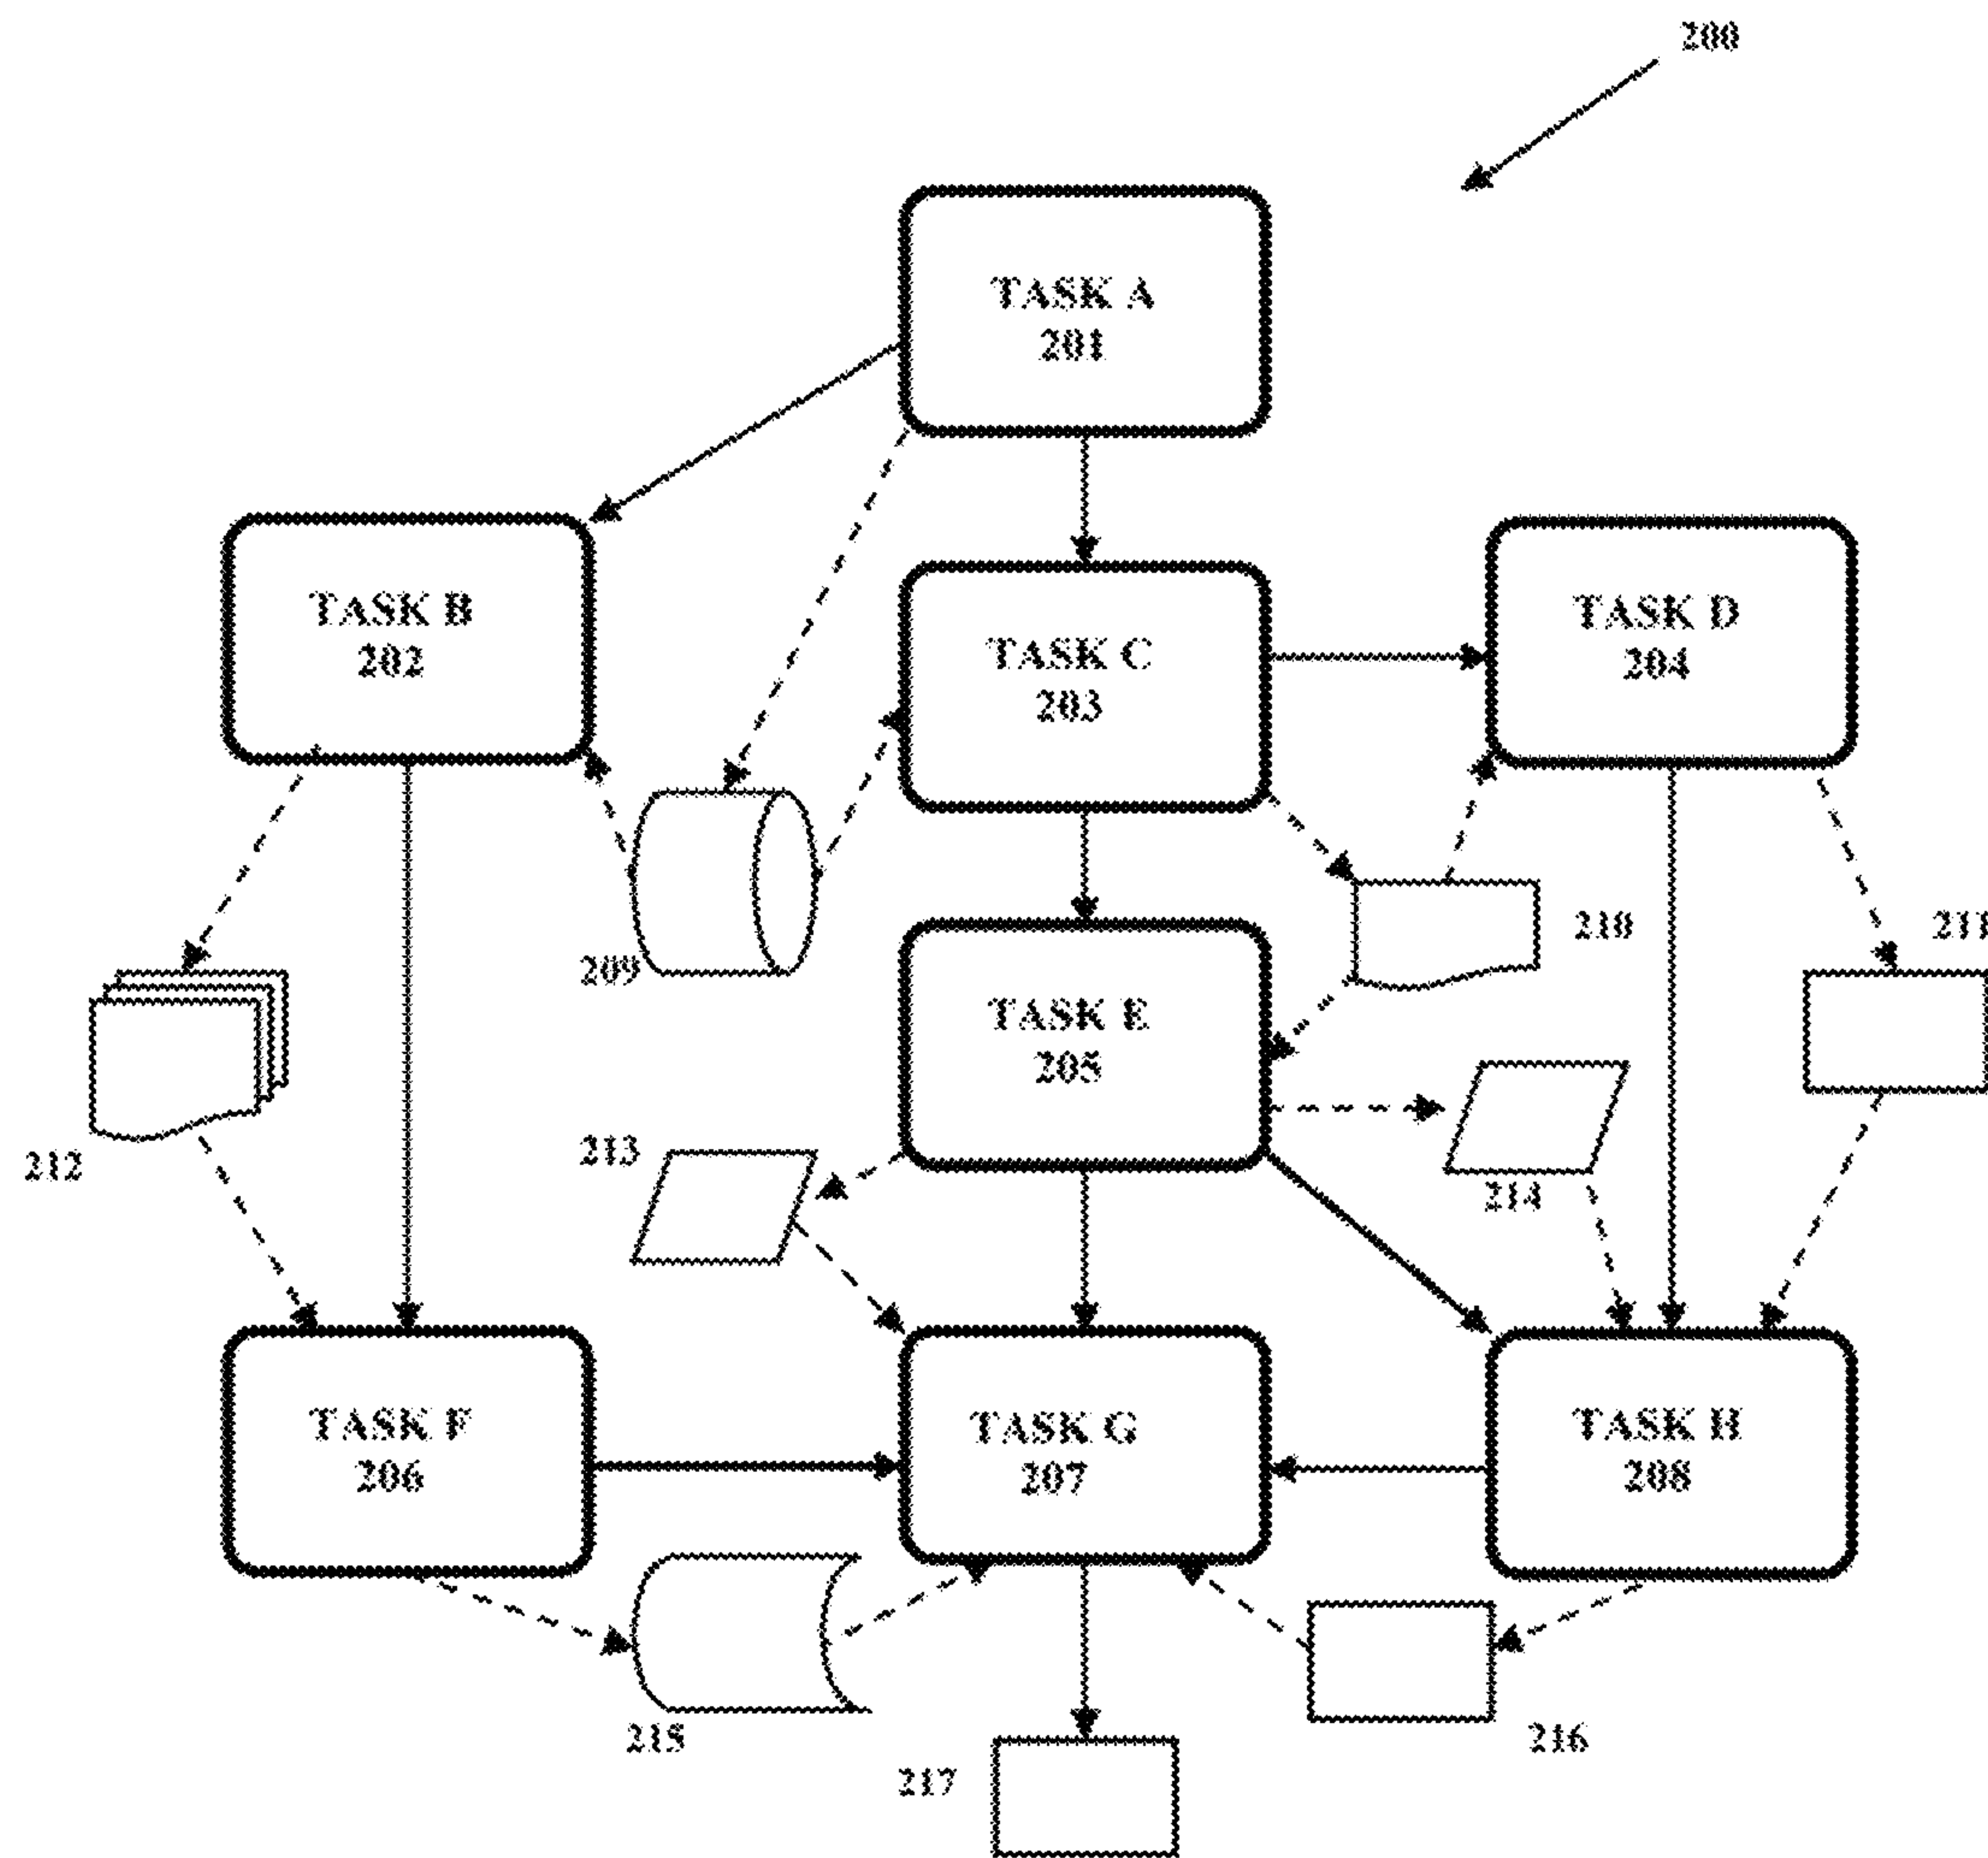 200
TASK A
201
TASK B
202
TASK C
203
TASK D
204
209
210
211
TASK E
205
212
213
214
TASK F
206
TASK G
207
TASK H
208
215
216
217